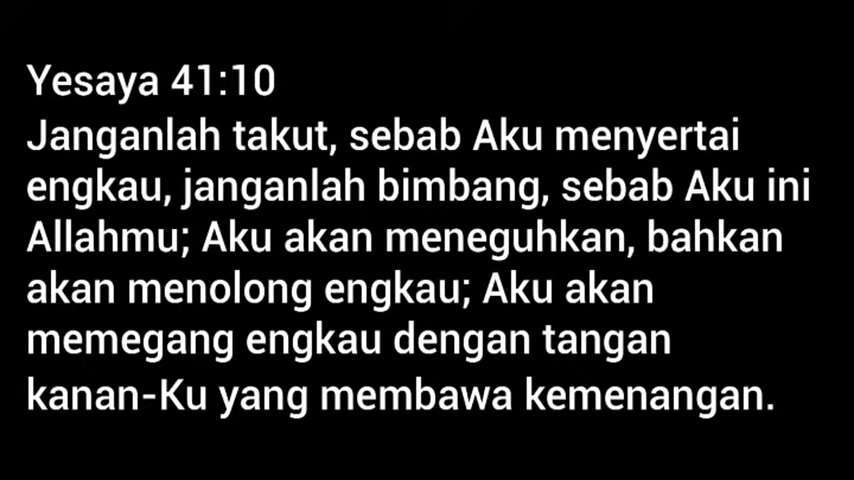 Yesaya 41:10
Janganlah takut, sebab Aku menyertai
engkau, janganlah bimbang, sebab Aku ini
Allahmu; Aku akan meneguhkan, bahkan
akan menolong engkau; Aku akan
memegang engkau dengan tangan
kanan-Ku yang membawa kemenangan.